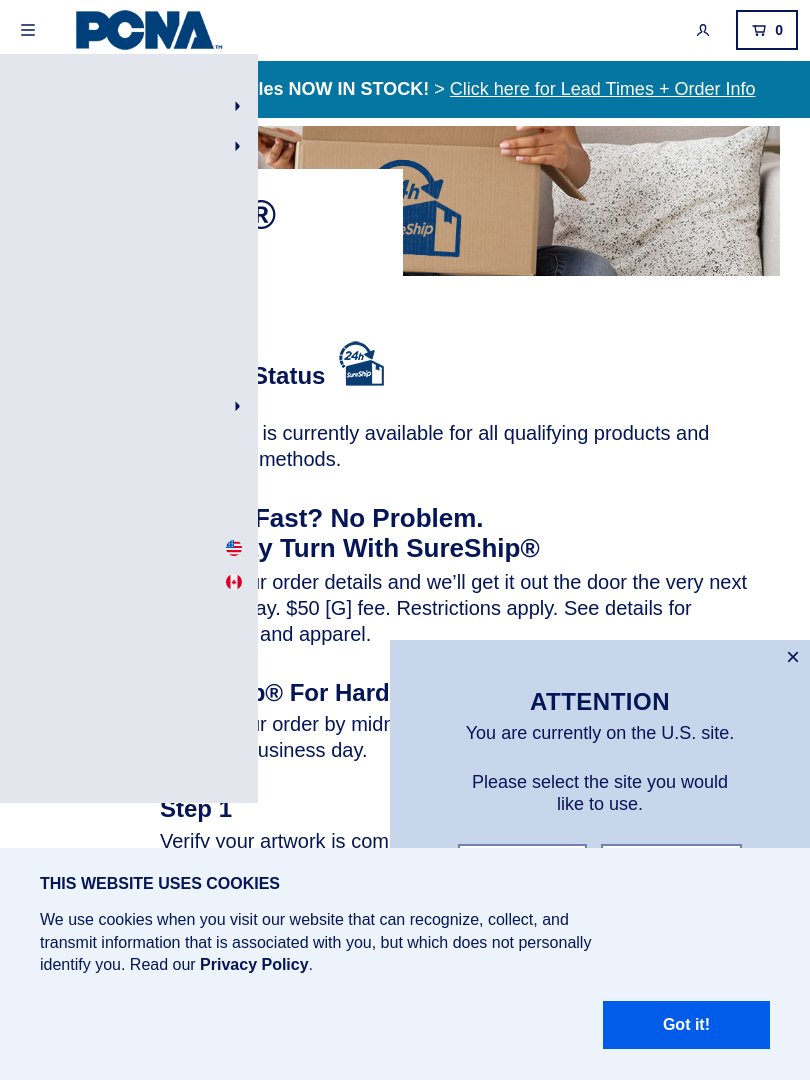 PCNA™
0
les NOW IN STOCK! > Click here for Lead Times + Order Info
24h
SureShip
®
Status
24h
SureShip
is currently available for all qualifying products and
methods.
Fast? No Problem.
Turn With SureShip®
order details and we’ll get it out the door the very next
$50 [G] fee. Restrictions apply. See details for
and apparel.
® For Hard
order by
business day.
ATTENTION
You are currently on the U.S. site.
Please select the site you would
like to use.
Step 1
Verify your artwork is com
THIS WEBSITE USES COOKIES
We use cookies when you visit our website that can recognize, collect, and
transmit information that is associated with you, but which does not personally
identify you. Read our Privacy Policy.
Got it!